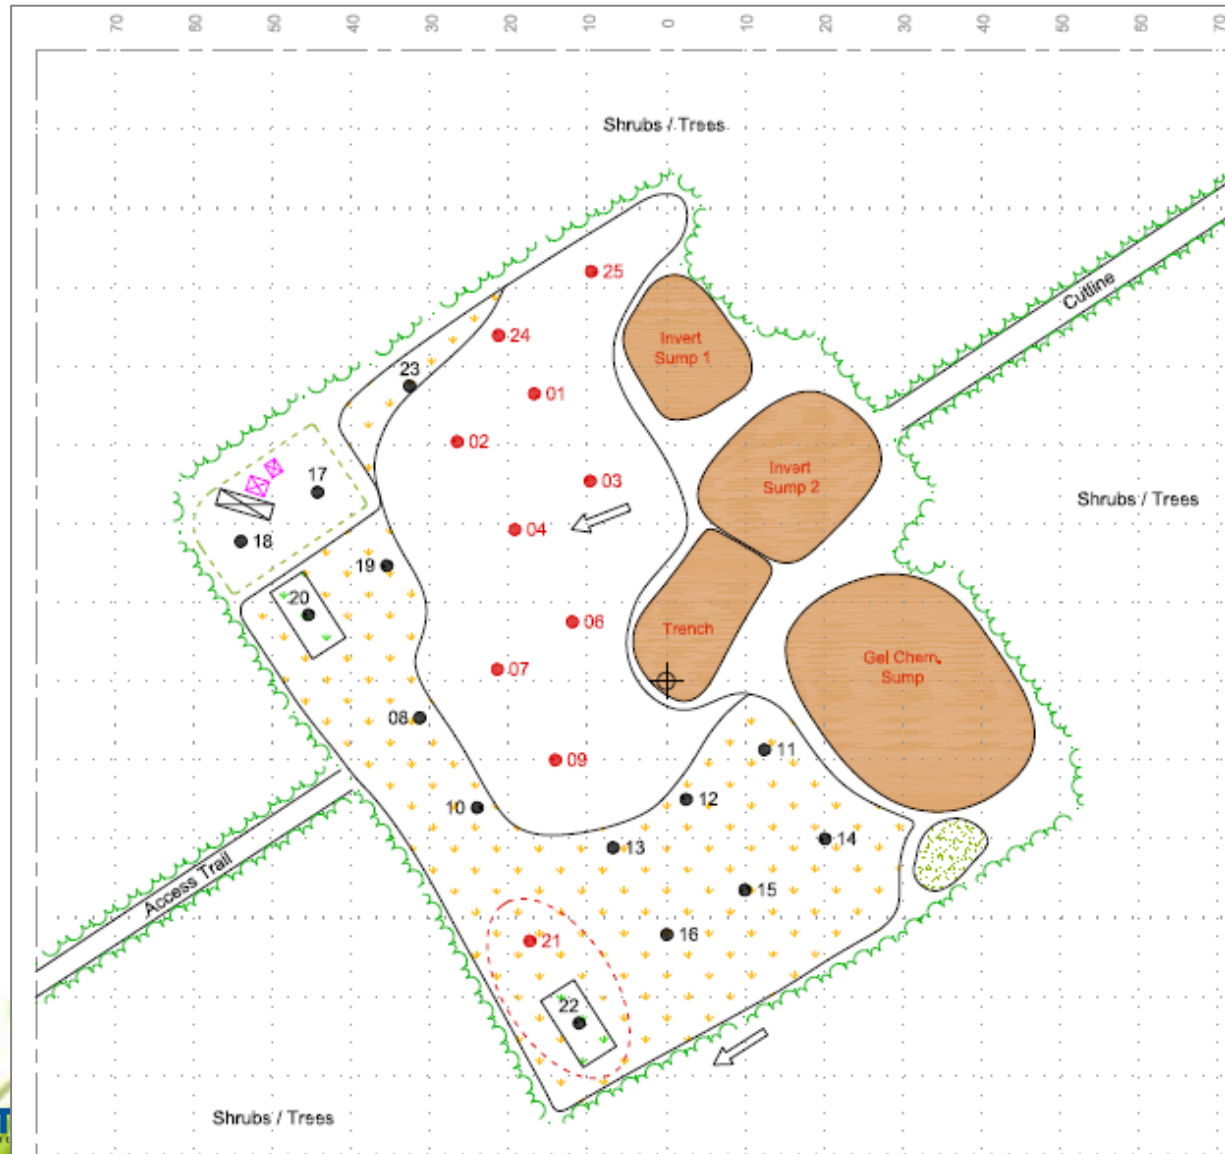 70 60 50 40 30 20 10 0 10 20 30 40 50 60 70
Shrubs / Trees
25
Cutline
24
Invert
Sump 1
23
01
02
Invert
Sump 2
17
03
Shrubs / Trees
18
04
19
20
06
Trench
07
Gel Chem.
Sump
08
11
09
12
10
13
14
Access Trail
15
16
21
22
Shrubs / Trees